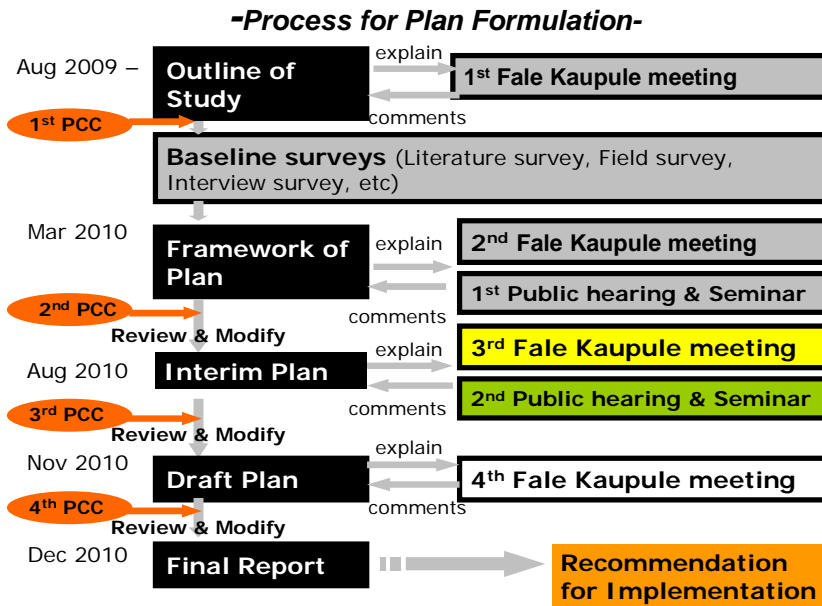 -Process for Plan Formulation-
Aug 2009 –
Outline of
Study
explain
comments
1st Fale Kaupule meeting
1st PCC
Baseline surveys (Literature survey, Field survey,
Interview survey, etc)
Mar 2010
Framework of
Plan
explain
comments
2nd Fale Kaupule meeting
1st Public hearing & Seminar
2nd PCC
Review & Modify
Aug 2010
Interim Plan
explain
comments
3rd Fale Kaupule meeting
2nd Public hearing & Seminar
3rd PCC
Review & Modify
Nov 2010
Draft Plan
explain
comments
4th Fale Kaupule meeting
4th PCC
Review & Modify
Dec 2010
Final Report
Recommendation
for Implementation